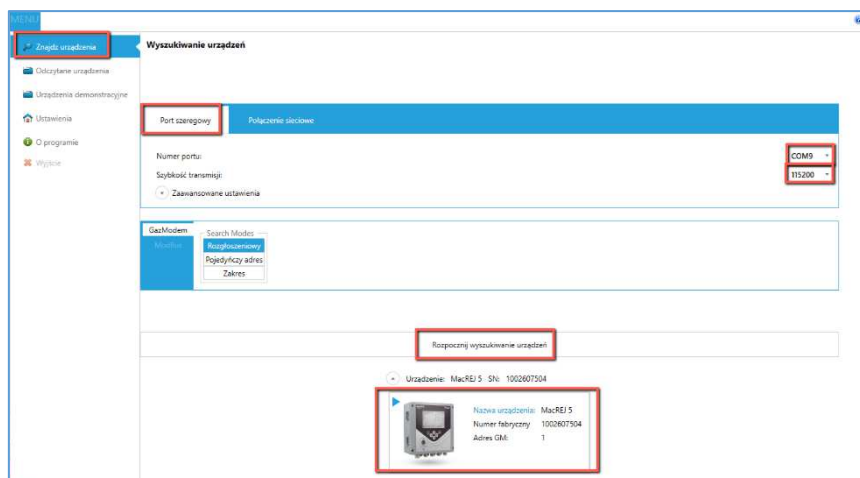 MENU
Znajdź urządzenia
Wyszukiwanie urządzeń
Odczytane urządzenia
Urządzenia demonstracyjne
Ustawienia
O programie
Wyjście
Port szeregowy
Połączenie sieciowe
Numer portu:
COM9
Szybkość transmisji:
115200
Zaawansowane ustawienia
GazModem
ModBus
Search Modes
Rozgłoszeniowy
Pojedyńczy adres
Zakres
Rozpocznij wyszukiwanie urządzeń
Urządzenie: MacREJ 5 SN: 1002607504
Nazwa urządzenia: MacREJ 5
Numer fabryczny 1002607504
Adres GM: 1